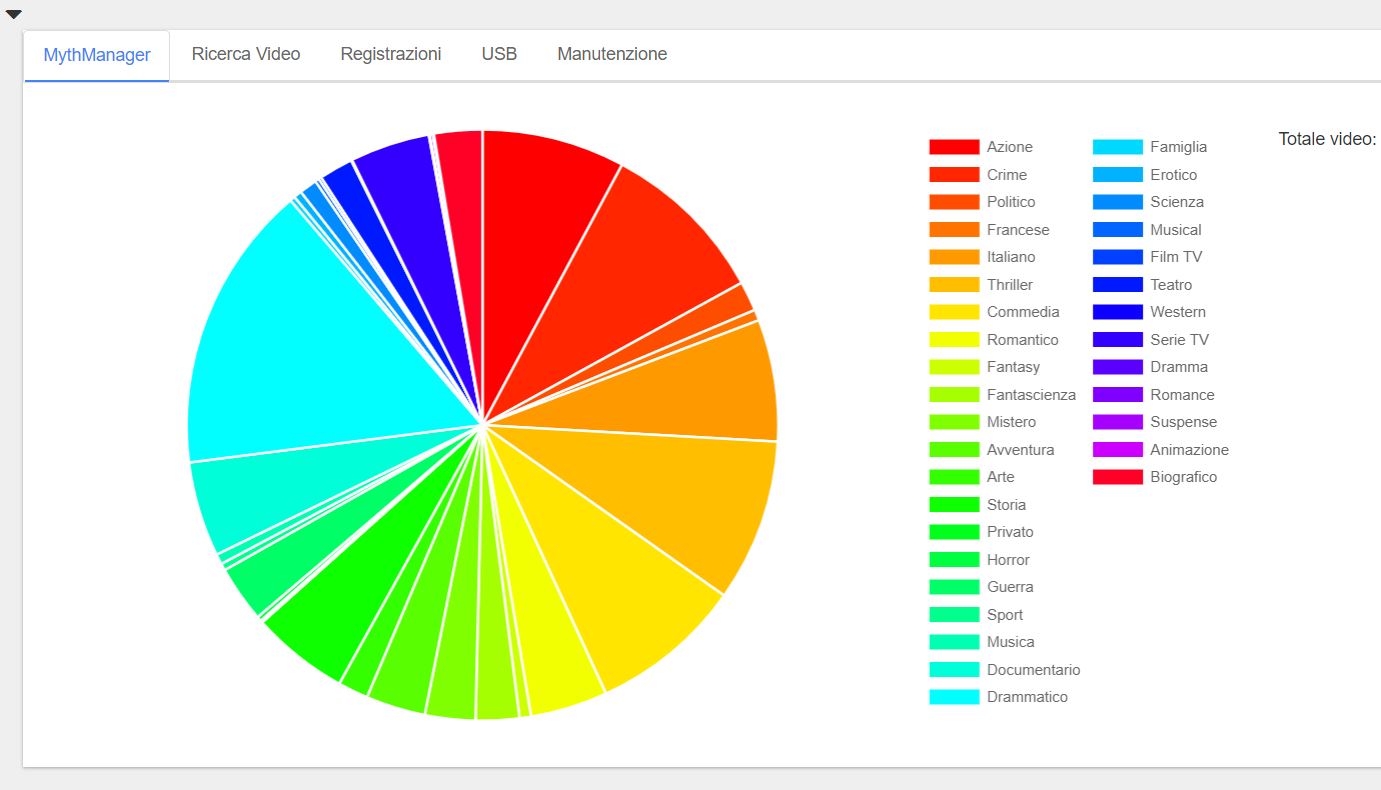 MythManager
Ricerca Video
Registrazioni
USB
Manutenzione
Azione
Crime
Politico
Francese
Italiano
Thriller
Commedia
Romantico
Fantasy
Fantascienza
Mistero
Avventura
Arte
Storia
Privato
Horror
Guerra
Sport
Musica
Documentario
Drammatico
Famiglia
Erotico
Scienza
Musical
Film TV
Teatro
Western
Serie TV
Dramma
Romance
Suspense
Animazione
Biografico
Totale video: